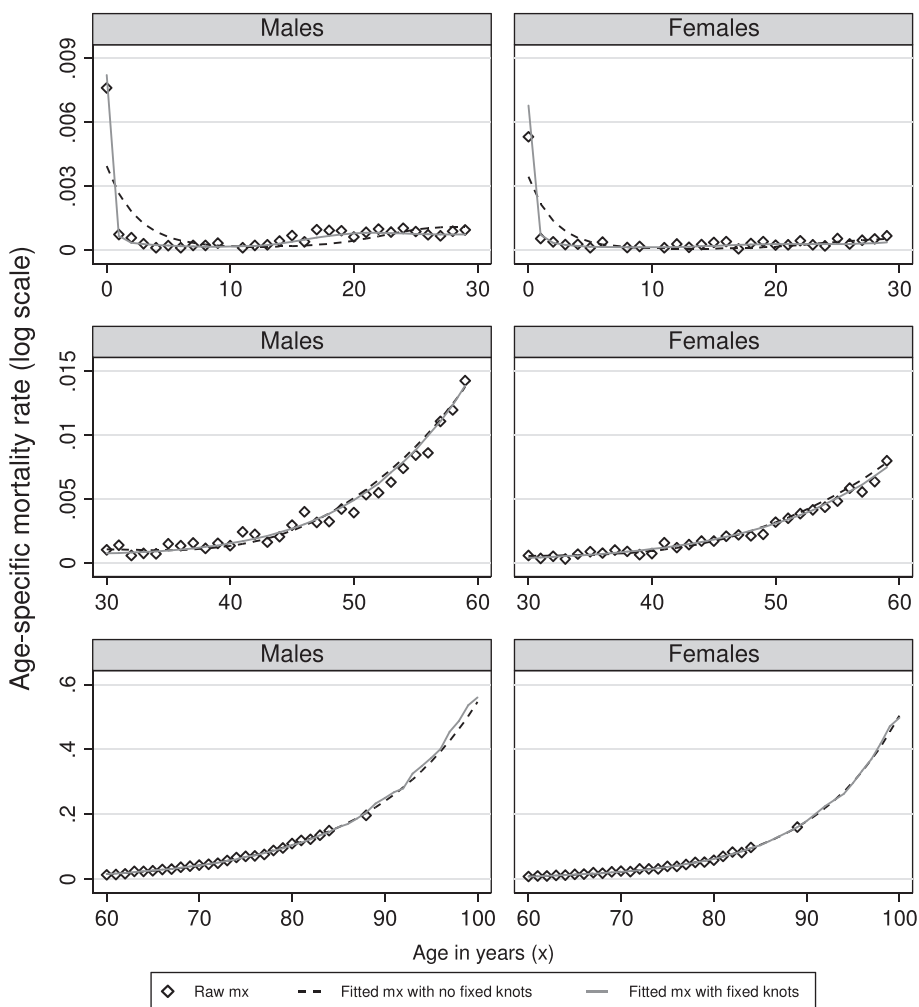 Males Females
.009
.006
.003
0
0 10 20 30 0 10 20 30
Males Females
.015
.01
.005
0
30 40 50 60 30 40 50 60
Males Females
.6
.4
.2
0
60 70 80 90 100 60 70 80 90 100
Age-specific mortality rate (log scale)
Age in years (x)
Raw mx Fitted mx with no fixed knots Fitted mx with fixed knots